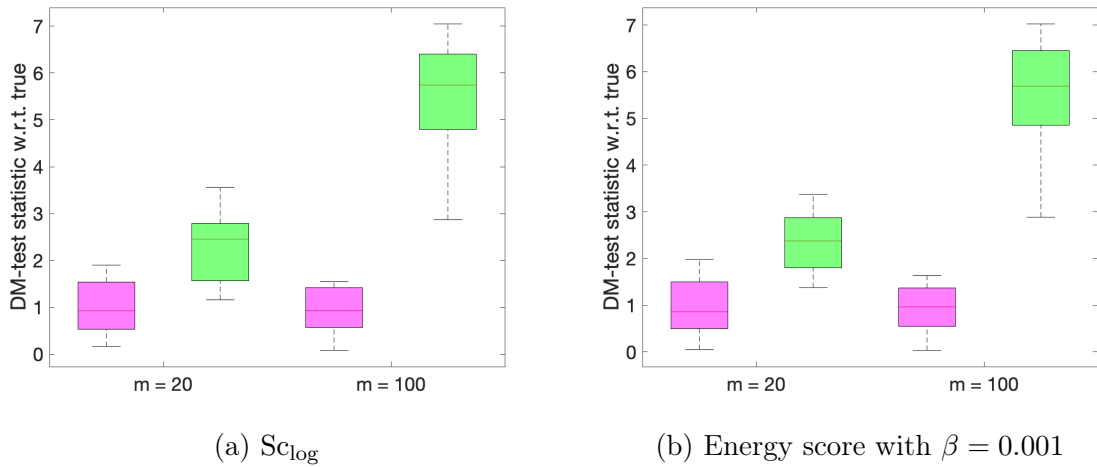 DM-test statistic w.r.t. true
7
6
5
4
3
2
1
0
m = 20
m = 100
(a) Sc_log
DM-test statistic w.r.t. true
7
6
5
4
3
2
1
0
m = 20
m = 100
(b) Energy score with β = 0.001